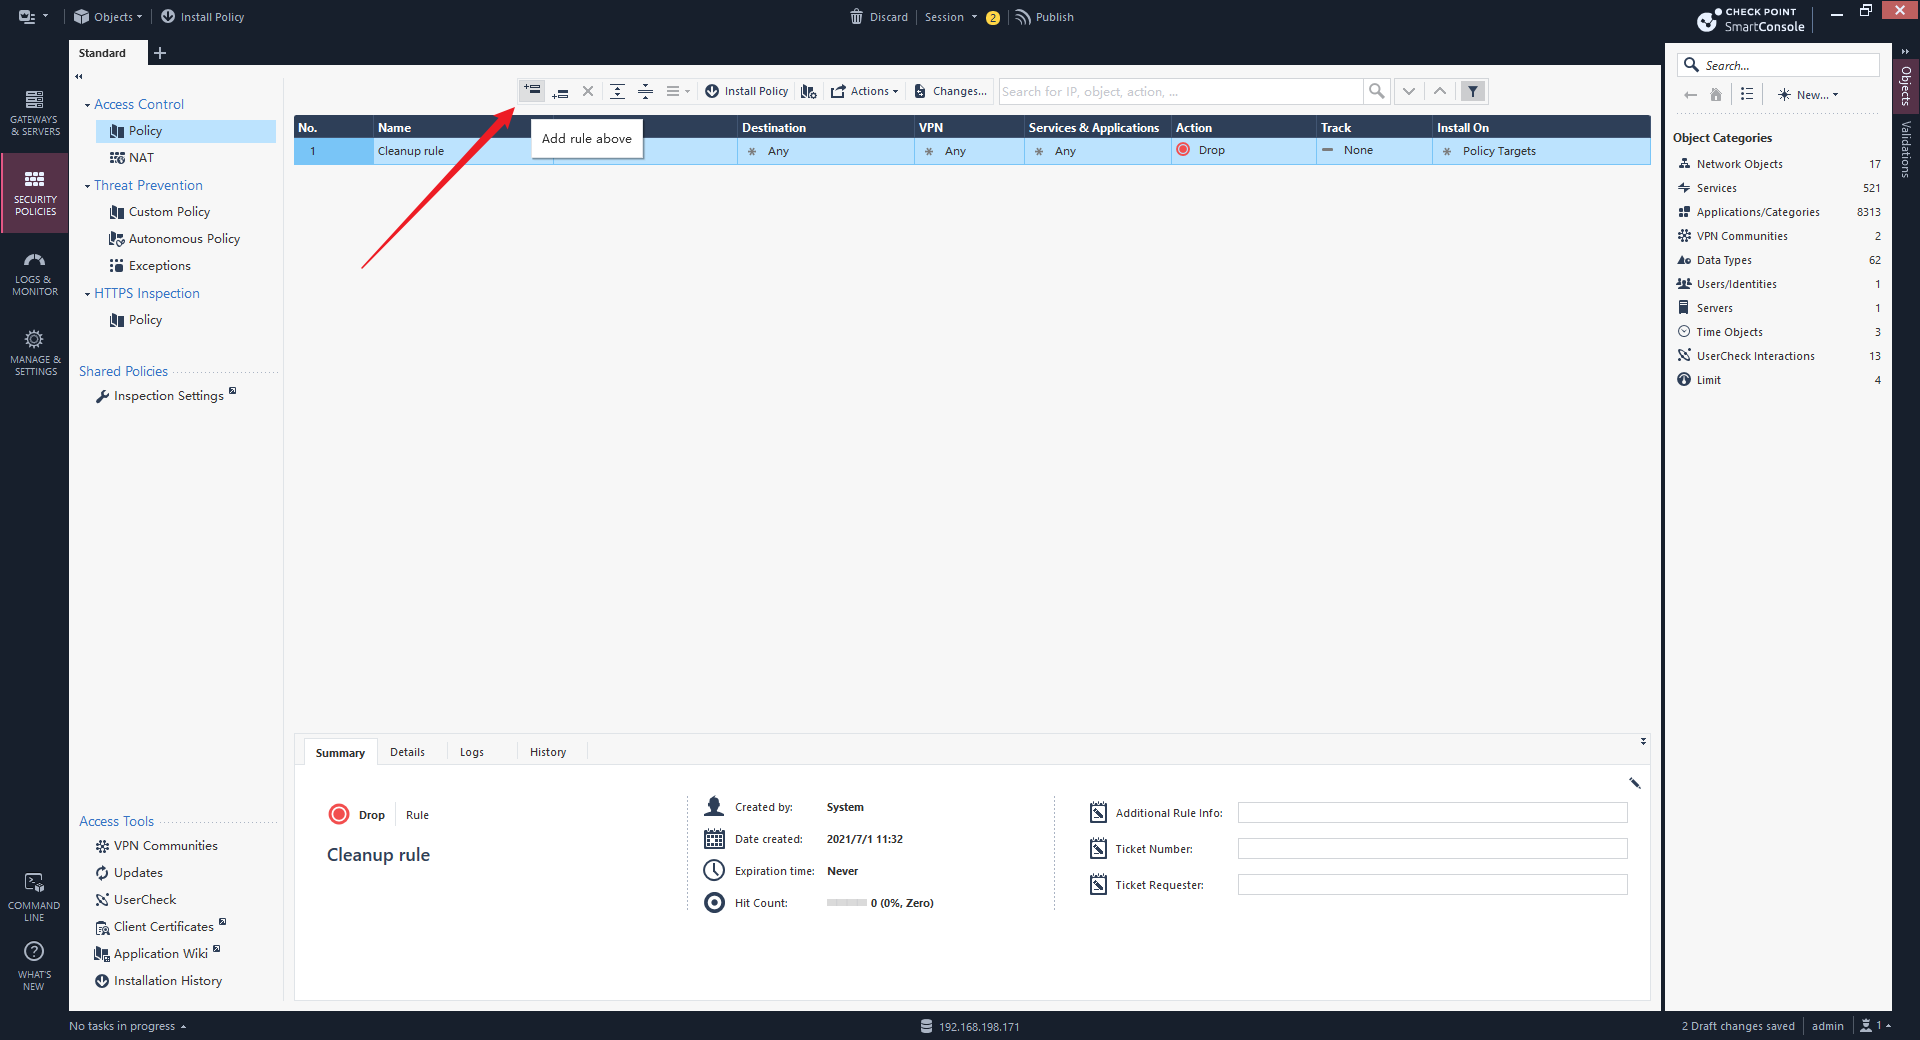 Objects
Install Policy
Discard
Session
2
Publish
CHECK POINT
SmartConsole
Standard
GATEWAYS
& SERVERS
SECURITY
POLICIES
LOGS &
MONITOR
MANAGE &
SETTINGS
COMMAND
LINE
WHAT'S
NEW
Access Control
Policy
NAT
Threat Prevention
Custom Policy
Autonomous Policy
Exceptions
HTTPS Inspection
Policy
Shared Policies
Inspection Settings
Access Tools
VPN Communities
Updates
UserCheck
Client Certificates
Application Wiki
Installation History
Install Policy
Actions
Changes...
Search for IP, object, action, ...
No. Name Destination VPN Services & Applications Action Track Install On
1 Cleanup rule Any Any Any Drop None Policy Targets
Add rule above
Summary Details Logs History
Drop Rule
Cleanup rule
Created by: System
Date created: 2021/7/1 11:32
Expiration time: Never
Hit Count: 0 (0%, Zero)
Additional Rule Info:
Ticket Number:
Ticket Requester:
Search...
New...
Object Categories
Network Objects 17
Services 521
Applications/Categories 8313
VPN Communities 2
Data Types 62
Users/Identities 1
Servers 1
Time Objects 3
UserCheck Interactions 13
Limit 4
Objects
Validations
No tasks in progress
192.168.198.171
2 Draft changes saved
admin
1